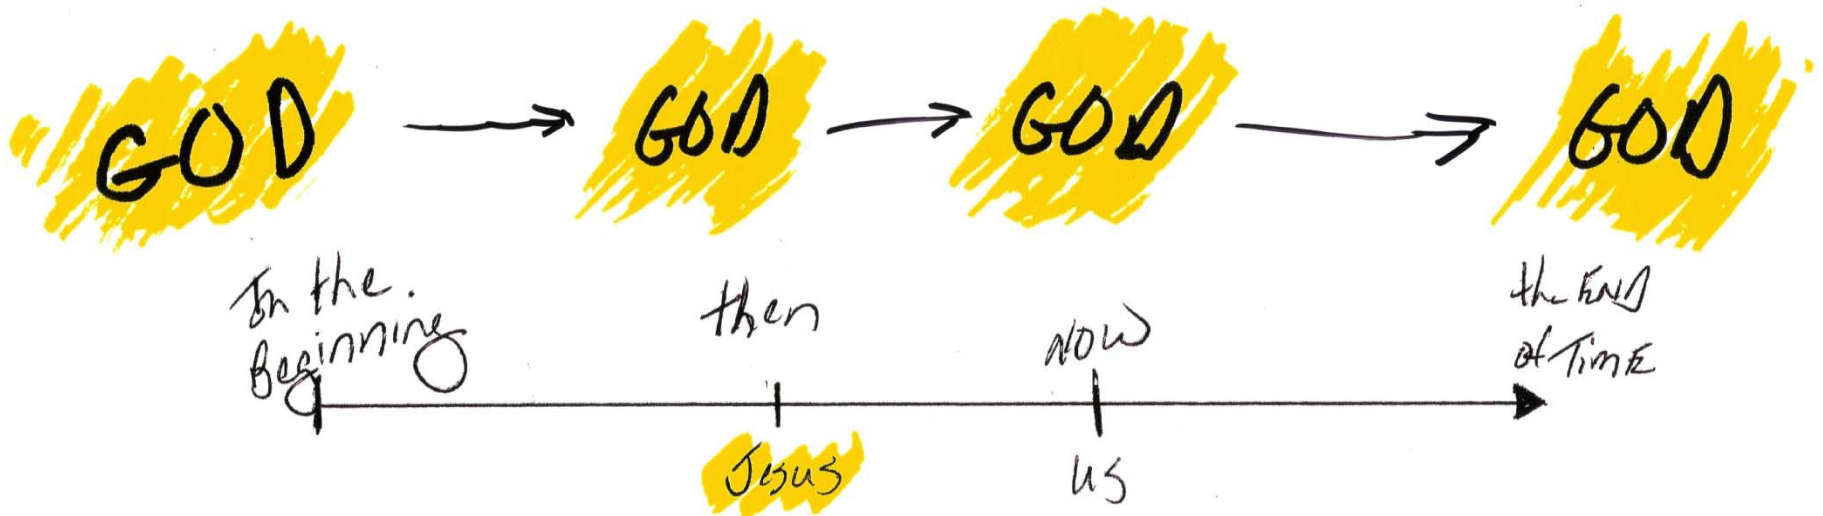 GOD GOD GOD GOD
In the.
Beginning
then
NOW
the END
of TimE
Jesus
us